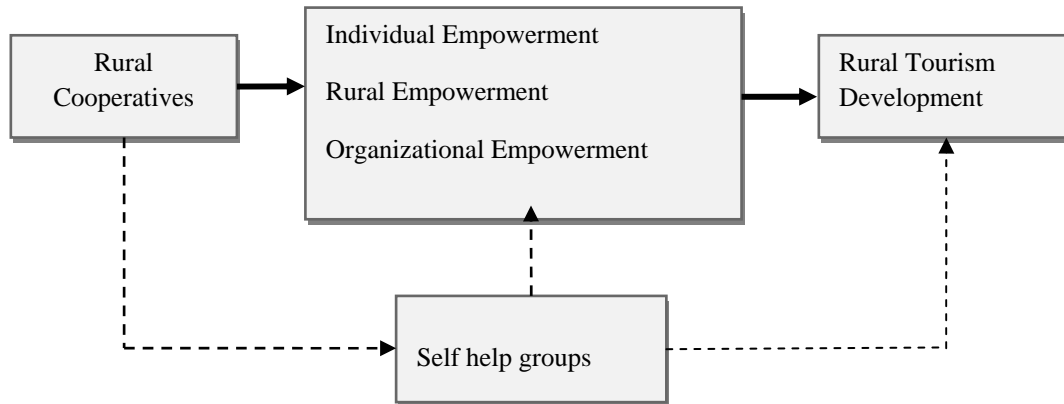 Rural
Cooperatives
Individual Empowerment
Rural Empowerment
Organizational Empowerment
Rural Tourism
Development
Self help groups